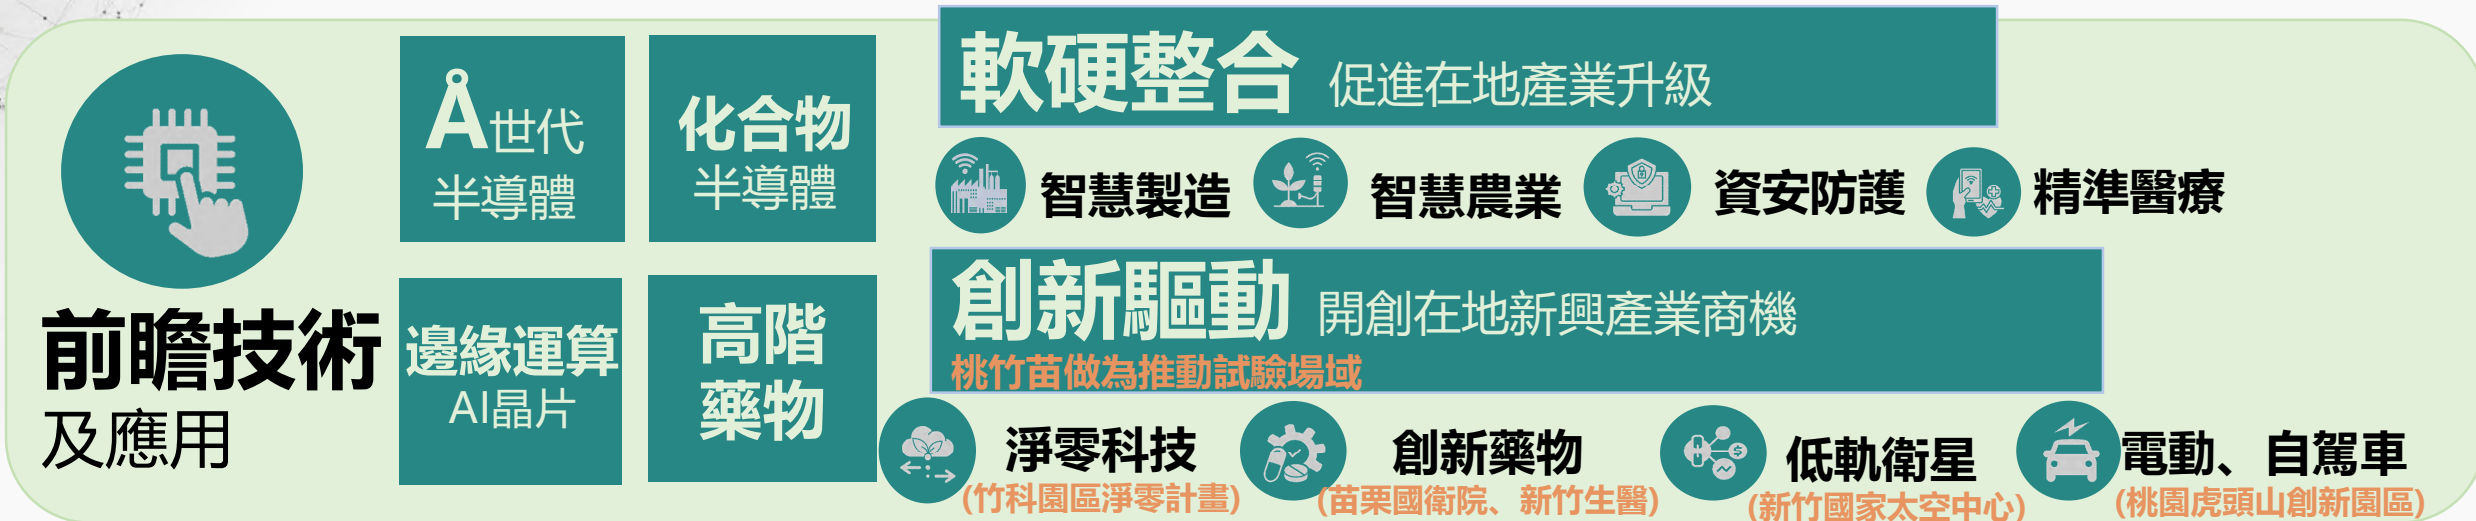 前瞻技術
及應用
Å世代
半導體
化合物
半導體
邊緣運算
AI晶片
高階
藥物
軟硬整合 促進在地產業升級
智慧製造
智慧農業
資安防護
精準醫療
創新驅動 開創在地新興產業商機
桃竹苗做為推動試驗場域
淨零科技
(竹科園區淨零計畫)
創新藥物
(苗栗國衛院、新竹生醫)
低軌衛星
(新竹國家太空中心)
電動、自駕車
(桃園虎頭山創新園區)